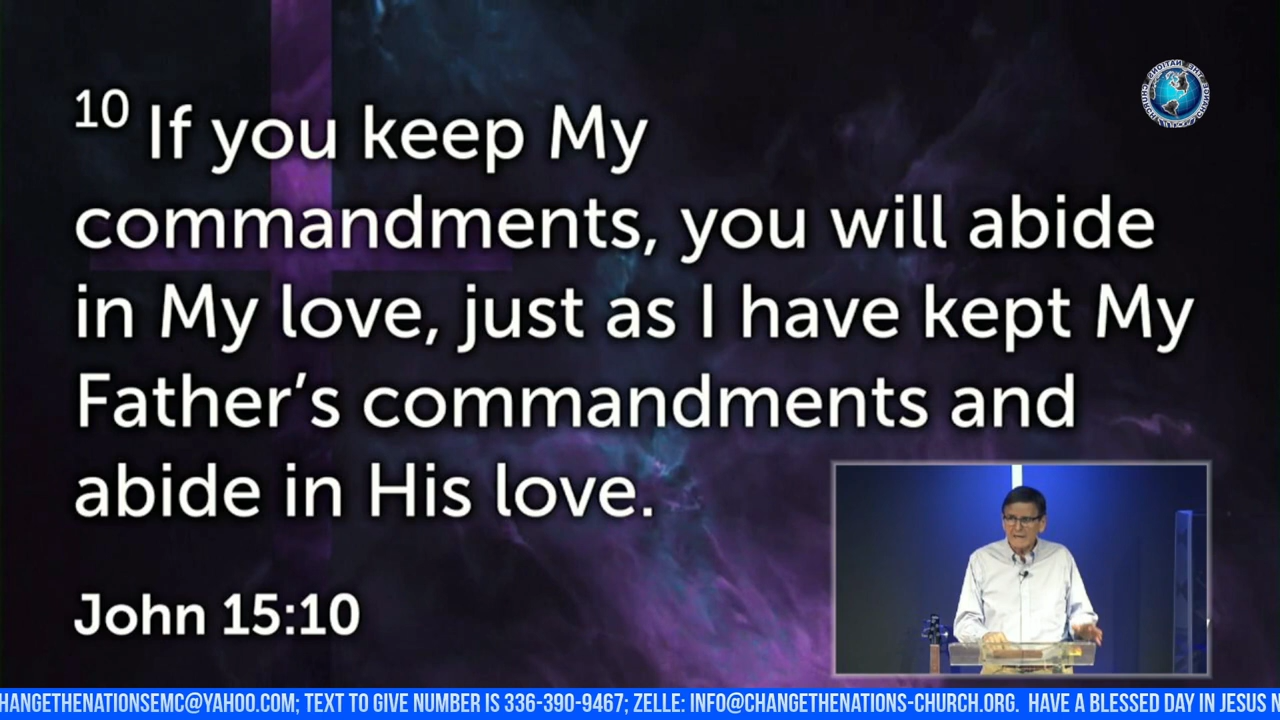 10 If you keep My
commandments, you will abide
in My love, just as I have kept My
Father’s commandments and
abide in His love.
John 15:10
HANGETHENATIONSEMC@YAHOO.COM; TEXT TO GIVE NUMBER IS 336-390-9467; ZELLE: INFO@CHANGETHENATIONS-CHURCH.ORG. HAVE A BLESSED DAY IN JESUS N